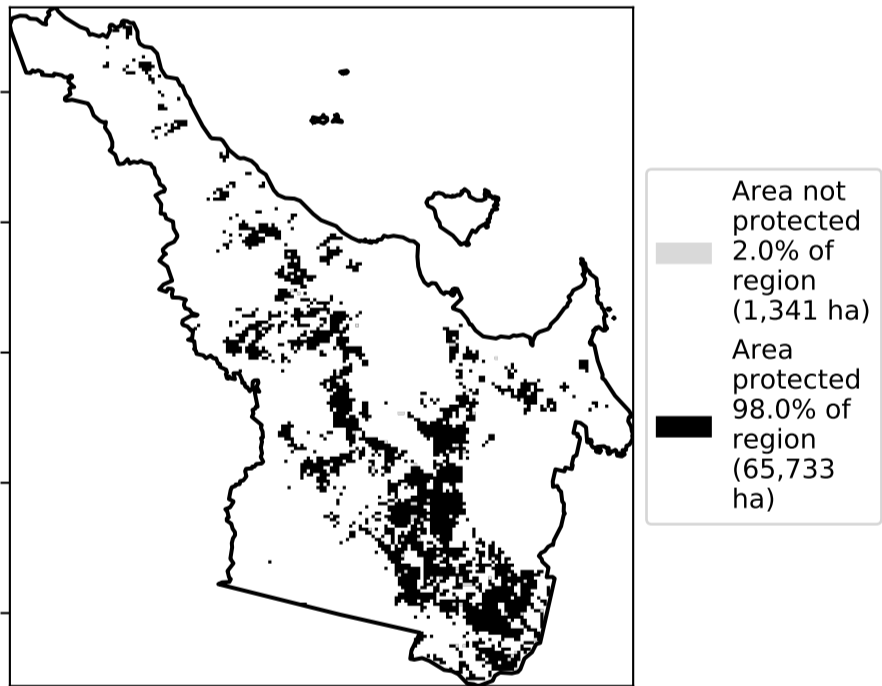 Area not
protected
2.0% of
region
(1,341 ha)
Area
protected
98.0% of
region
(65,733
ha)